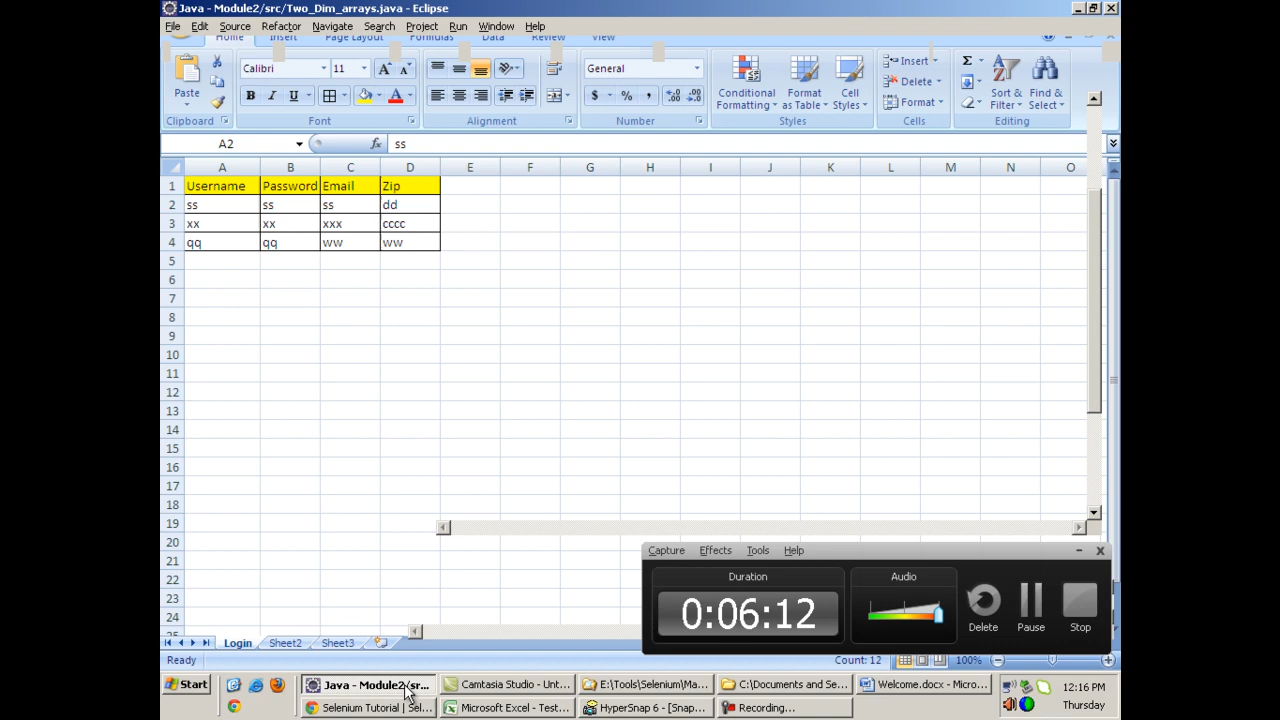 Java - Module2/src/Two_Dim_arrays.java - Eclipse
File Edit Source Refactor Navigate Search Project Run Window Help
Home Insert Page Layout Formulas Data Review View
Calibri 11 General Insert
Paste Conditional Formatting Format as Table Cell Styles Delete Sort & Filter Find & Select
B I U $ % , Format
Clipboard Font Alignment Number Styles Cells Editing
A2 fx ss
A B C D E F G H I J K L M N O
1 Username Password Email Zip
2 ss ss ss dd
3 xx xx xxx cccc
4 qq qq ww ww
5
6
7
8
9
10
11
12
13
14
15
16
17
18
19
20
21
22
23
24
25
Capture Effects Tools Help
Duration Audio
0:06:12
Delete Pause Stop
Login Sheet2 Sheet3
Ready Count: 12 100%
Start Java - Module2/sr... Camtasia Studio - Unt... E:\Tools\Selenium\Ma... C:\Documents and Se... Welcome.docx - Micro... 12:16 PM
Selenium Tutorial | Sel... Microsoft Excel - Test... HyperSnap 6 - [Snap... Recording... Thursday